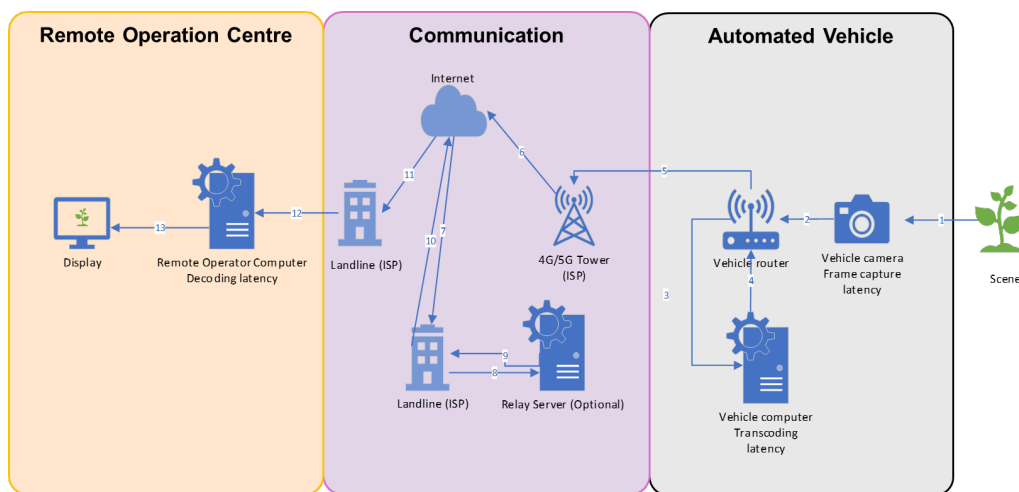 Remote Operation Centre
Communication
Automated Vehicle
Internet
11
6
5
12
10
7
2
1
13
Display
Remote Operator Computer
Decoding latency
Landline (ISP)
4G/5G Tower
(ISP)
Vehicle router
Vehicle camera
Frame capture
latency
Scene
4
3
9
8
Landline (ISP)
Relay Server (Optional)
Vehicle computer
Transcoding
latency